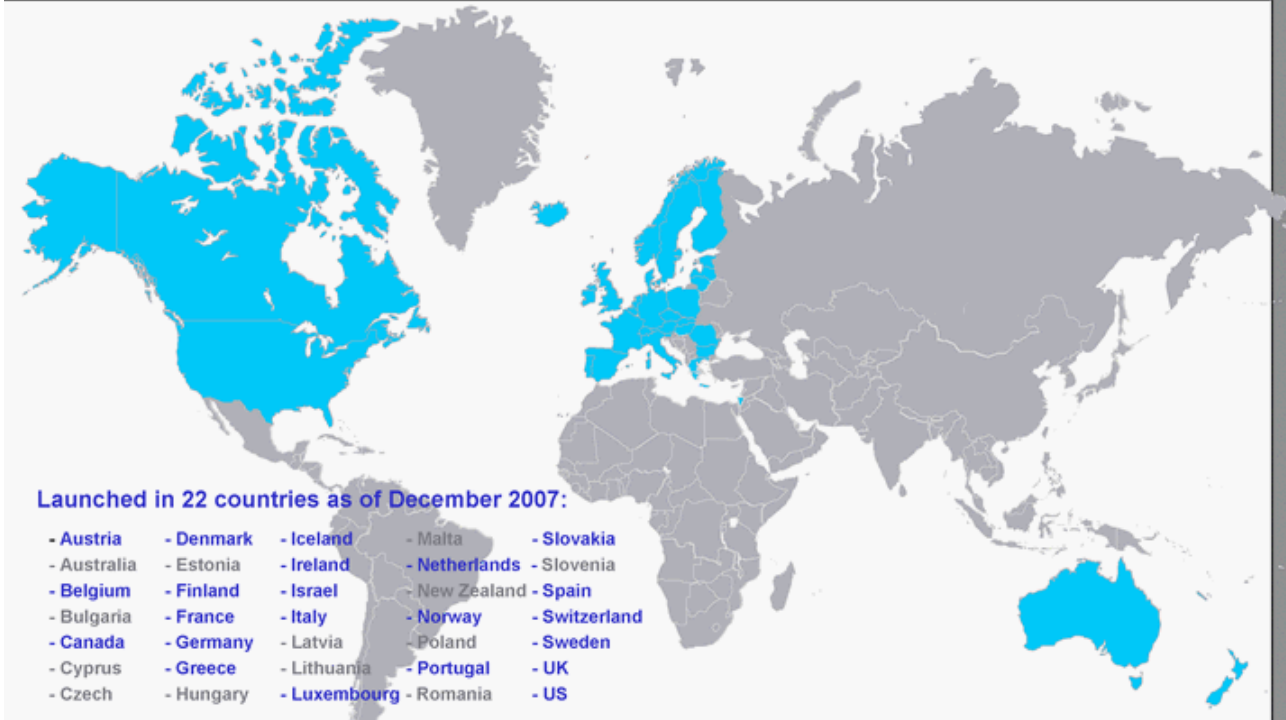 Launched in 22 countries as of December 2007:
- Austria - Denmark - Iceland - Malta - Slovakia
- Australia - Estonia - Ireland - Netherlands - Slovenia
- Belgium - Finland - Israel - New Zealand - Spain
- Bulgaria - France - Italy - Norway - Switzerland
- Canada - Germany - Latvia - Poland - Sweden
- Cyprus - Greece - Lithuania - Portugal - UK
- Czech - Hungary - Luxembourg - Romania - US